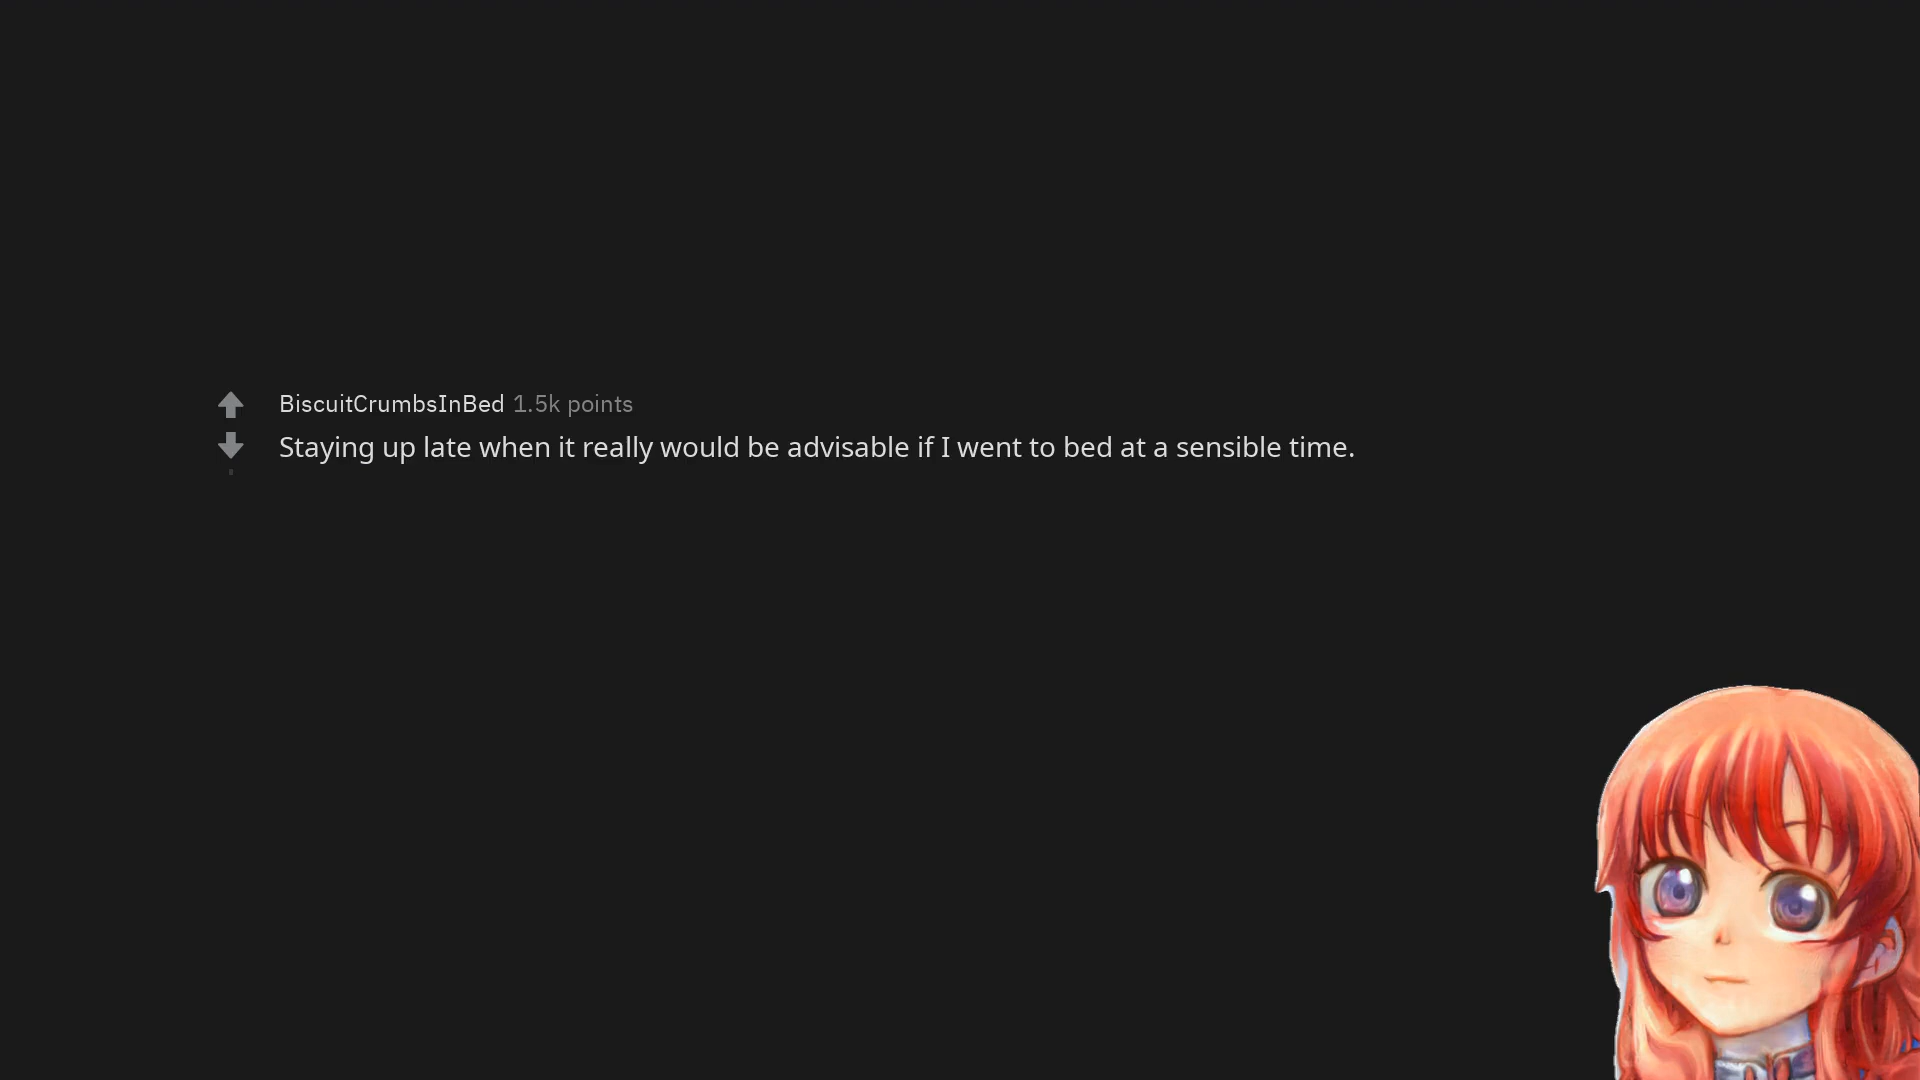 BiscuitCrumbsInBed 1.5k points
Staying up late when it really would be advisable if I went to bed at a sensible time.